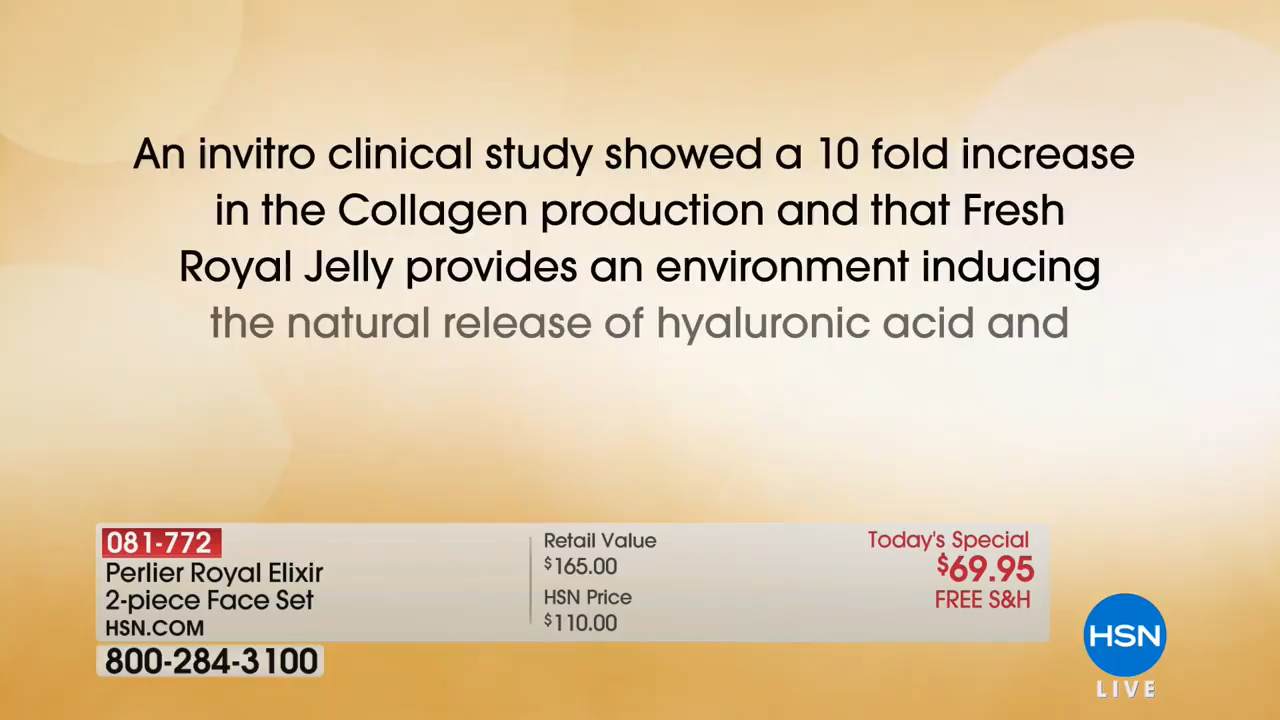 An invitro clinical study showed a 10 fold increase
in the Collagen production and that Fresh
Royal Jelly provides an environment inducing
the natural release of hyaluronic acid and
081-772
Perlier Royal Elixir
2-piece Face Set
HSN.COM
800-284-3100
Retail Value
$165.00
HSN Price
$110.00
Today's Special
$69.95
FREE S&H
HSN
LIVE